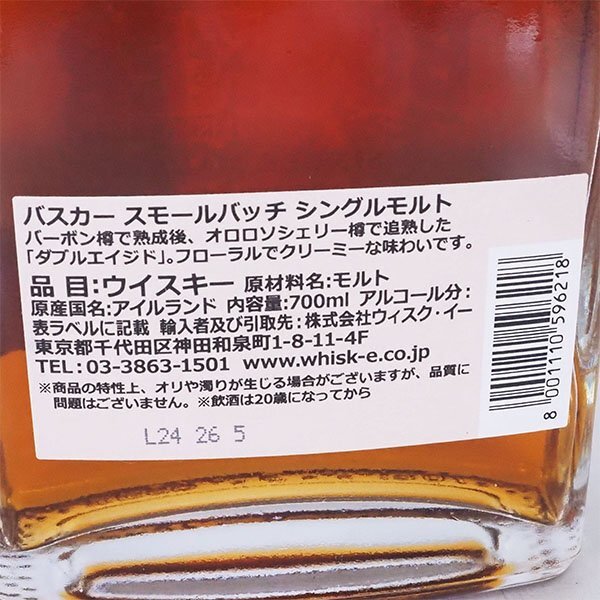 バスカー スモールバッチ シングルモルト
バーボン樽で熟成後、オロロソシェリー樽で追熟した
「ダブルエイジド」。フローラルでクリーミーな味わいです。
品 目:ウイスキー 原材料名:モルト
原産国名:アイルランド 内容量:700ml アルコール分:
表ラベルに記載 輸入者及び引取先:株式会社ウィスク・イー
東京都千代田区神田和泉町1-8-11-4F
TEL:03-3863-1501 www.whisk-e.co.jp
※商品の特性上、オリや濁りが生じる場合がございますが、品質に
問題はございません。※飲酒は20歳になってから
L24 26 5
8 001110 596218